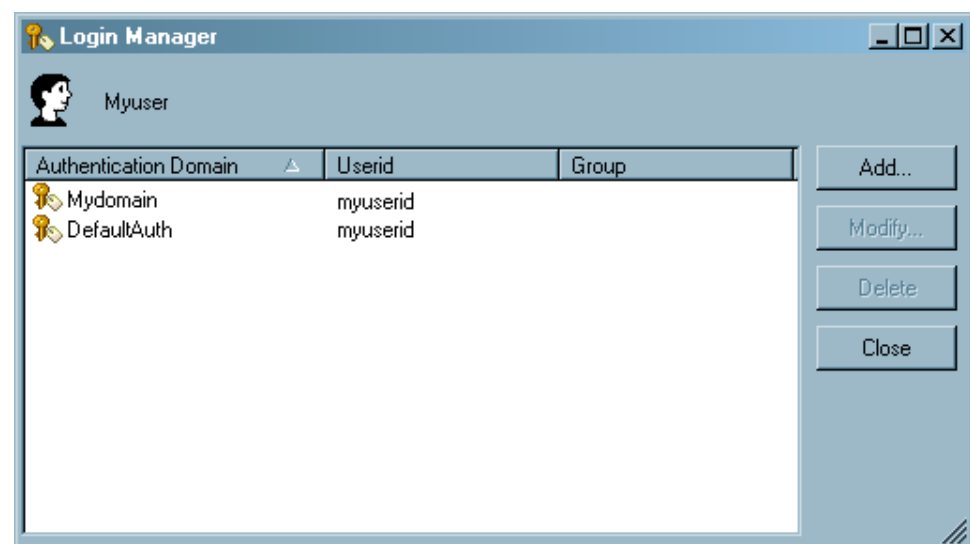 Login Manager
Myuser
Authentication Domain Userid Group
Mydomain myuserid
DefaultAuth myuserid
Add...
Modify...
Delete
Close